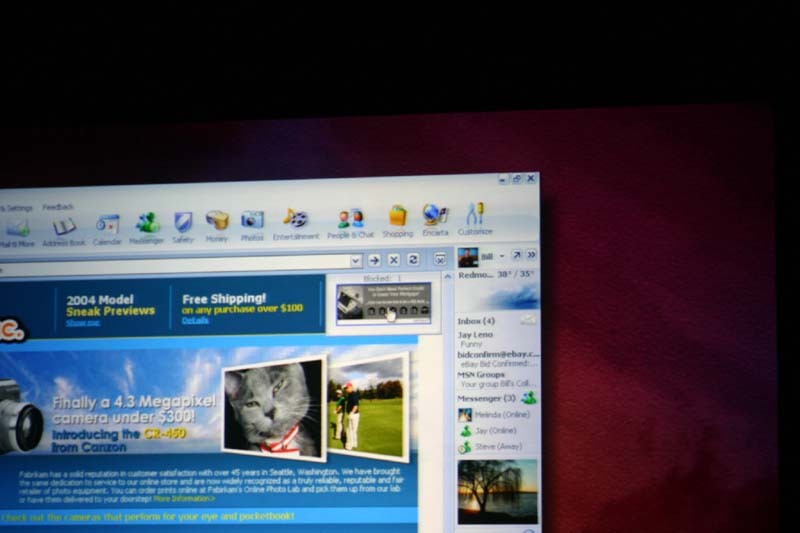 & Settings Feedback
Mail & More Address Book Calendar Messenger Safety Money Photos Entertainment People & Chat Shopping Encarta Customize
Bill
Redmo... 38° / 35°
Blocked: 1
2004 Model
Sneak Previews
Show me
Free Shipping!
on any purchase over $100
Details
c.
Finally a 4.3 Megapixel
camera under $300!
Introducing the CR-450
from Canzon
Fabrikam has a solid reputation in customer satisfaction with over 45 years in Seattle, Washington. We have brought
the same dedication to service to our online store and are now widely recognized as a truly reliable, reputable and fair
retailer of photo equipment. You can order prints online at Fabrikam's Online Photo Lab and pick them up from our lab
or have them delivered to your doorstep! More Information >
Check out the cameras that perform for your eye and pocketbook!
Inbox (4)
Jay Leno
Funny
bidconfirm@ebay.c...
eBay Bid Confirmed:...
MSN Groups
Your group Bill's Coll...
Messenger (3)
Melinda (Online)
Jay (Online)
Steve (Away)